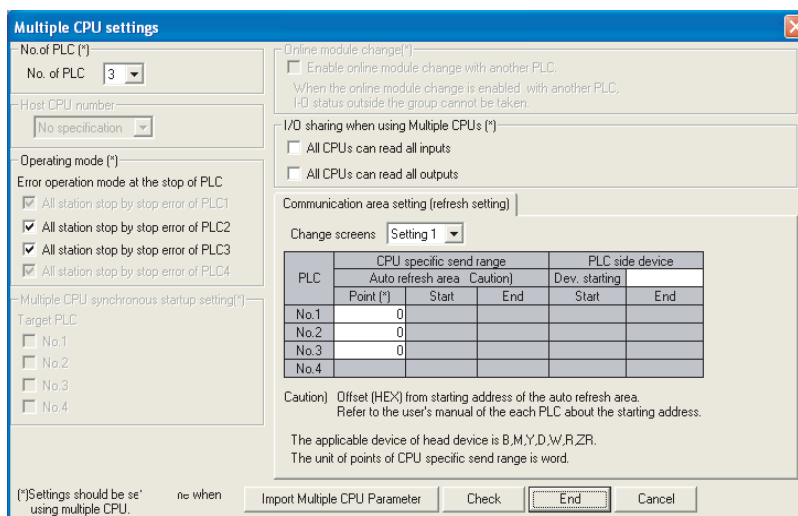 Multiple CPU settings
No.of PLC (*)
No. of PLC 3
Host CPU number
No specification
Operating mode (*)
Error operation mode at the stop of PLC
All station stop by stop error of PLC1
All station stop by stop error of PLC2
All station stop by stop error of PLC3
All station stop by stop error of PLC4
Multiple CPU synchronous startup setting(*)
Target PLC
No.1
No.2
No.3
No.4
Online module change(*)
Enable online module change with another PLC.
When the online module change is enabled with another PLC,
I-O status outside the group cannot be taken.
I/O sharing when using Multiple CPUs (*)
All CPUs can read all inputs
All CPUs can read all outputs
Communication area setting (refresh setting)
Change screens Setting 1
PLC CPU specific send range PLC side device
Auto refresh area Caution) Dev. starting
Point (*) Start End Start End
No.1 0
No.2 0
No.3 0
No.4
Caution) Offset (HEX) from starting address of the auto refresh area.
Refer to the user's manual of the each PLC about the starting address.
The applicable device of head device is B,M,Y,D,W,R,ZR.
The unit of points of CPU specific send range is word.
(*)Settings should be when
using multiple CPU.
Import Multiple CPU Parameter Check End Cancel